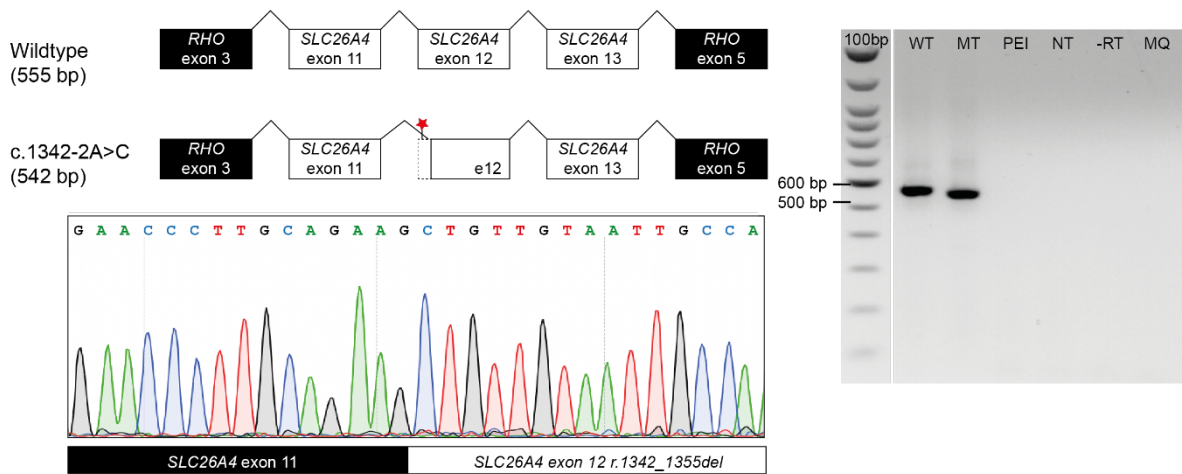 Wildtype
(555 bp)
RHO
exon 3
SLC26A4
exon 11
SLC26A4
exon 12
SLC26A4
exon 13
RHO
exon 5
c.1342-2A>C
(542 bp)
RHO
exon 3
SLC26A4
exon 11
e12
SLC26A4
exon 13
RHO
exon 5
G A A C C C T T G C A G A A G C T G T T G T A A T T G C C A
SLC26A4 exon 11
SLC26A4 exon 12 r.1342_1355del
100bp WT MT PEI NT -RT MQ
600 bp
500 bp